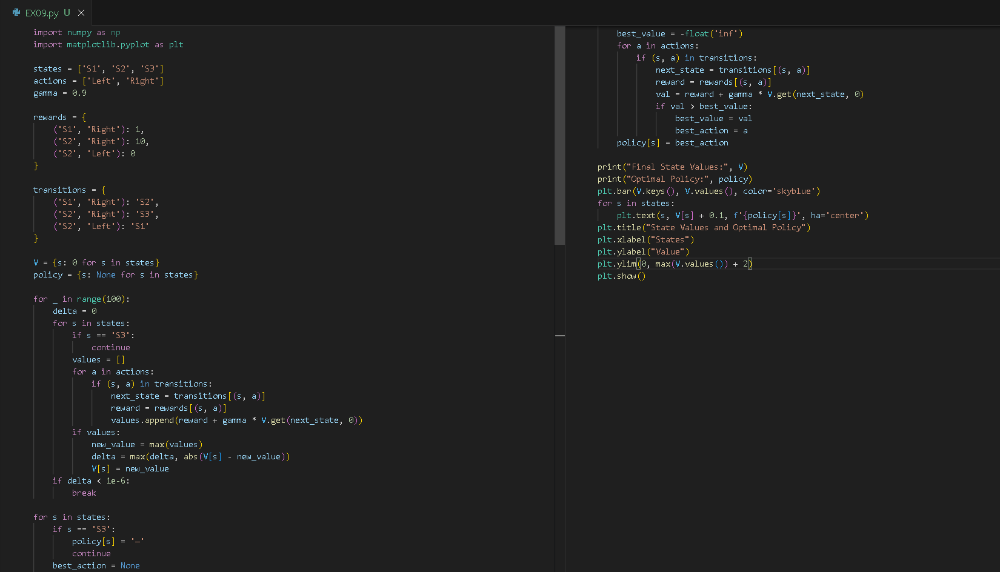 EX09.py U
import numpy as np
import matplotlib.pyplot as plt

states = ['S1', 'S2', 'S3']
actions = ['Left', 'Right']
gamma = 0.9

rewards = {
    ('S1', 'Right'): 1,
    ('S2', 'Right'): 10,
    ('S2', 'Left'): 0
}

transitions = {
    ('S1', 'Right'): 'S2',
    ('S2', 'Right'): 'S3',
    ('S2', 'Left'): 'S1'
}

V = {s: 0 for s in states}
policy = {s: None for s in states}

for _ in range(100):
    delta = 0
    for s in states:
        if s == 'S3':
            continue
        values = []
        for a in actions:
            if (s, a) in transitions:
                next_state = transitions[(s, a)]
                reward = rewards[(s, a)]
                values.append(reward + gamma * V.get(next_state, 0))
        if values:
            new_value = max(values)
            delta = max(delta, abs(V[s] - new_value))
            V[s] = new_value
    if delta < 1e-6:
        break

for s in states:
    if s == 'S3':
        policy[s] = '—'
        continue
    best_action = None
    best_value = -float('inf')
    for a in actions:
        if (s, a) in transitions:
            next_state = transitions[(s, a)]
            reward = rewards[(s, a)]
            val = reward + gamma * V.get(next_state, 0)
            if val > best_value:
                best_value = val
                best_action = a
    policy[s] = best_action

print("Final State Values:", V)
print("Optimal Policy:", policy)
plt.bar(V.keys(), V.values(), color='skyblue')
for s in states:
    plt.text(s, V[s] + 0.1, f'{policy[s]}', ha='center')
plt.title("State Values and Optimal Policy")
plt.xlabel("States")
plt.ylabel("Value")
plt.ylim(0, max(V.values()) + 2)
plt.show()